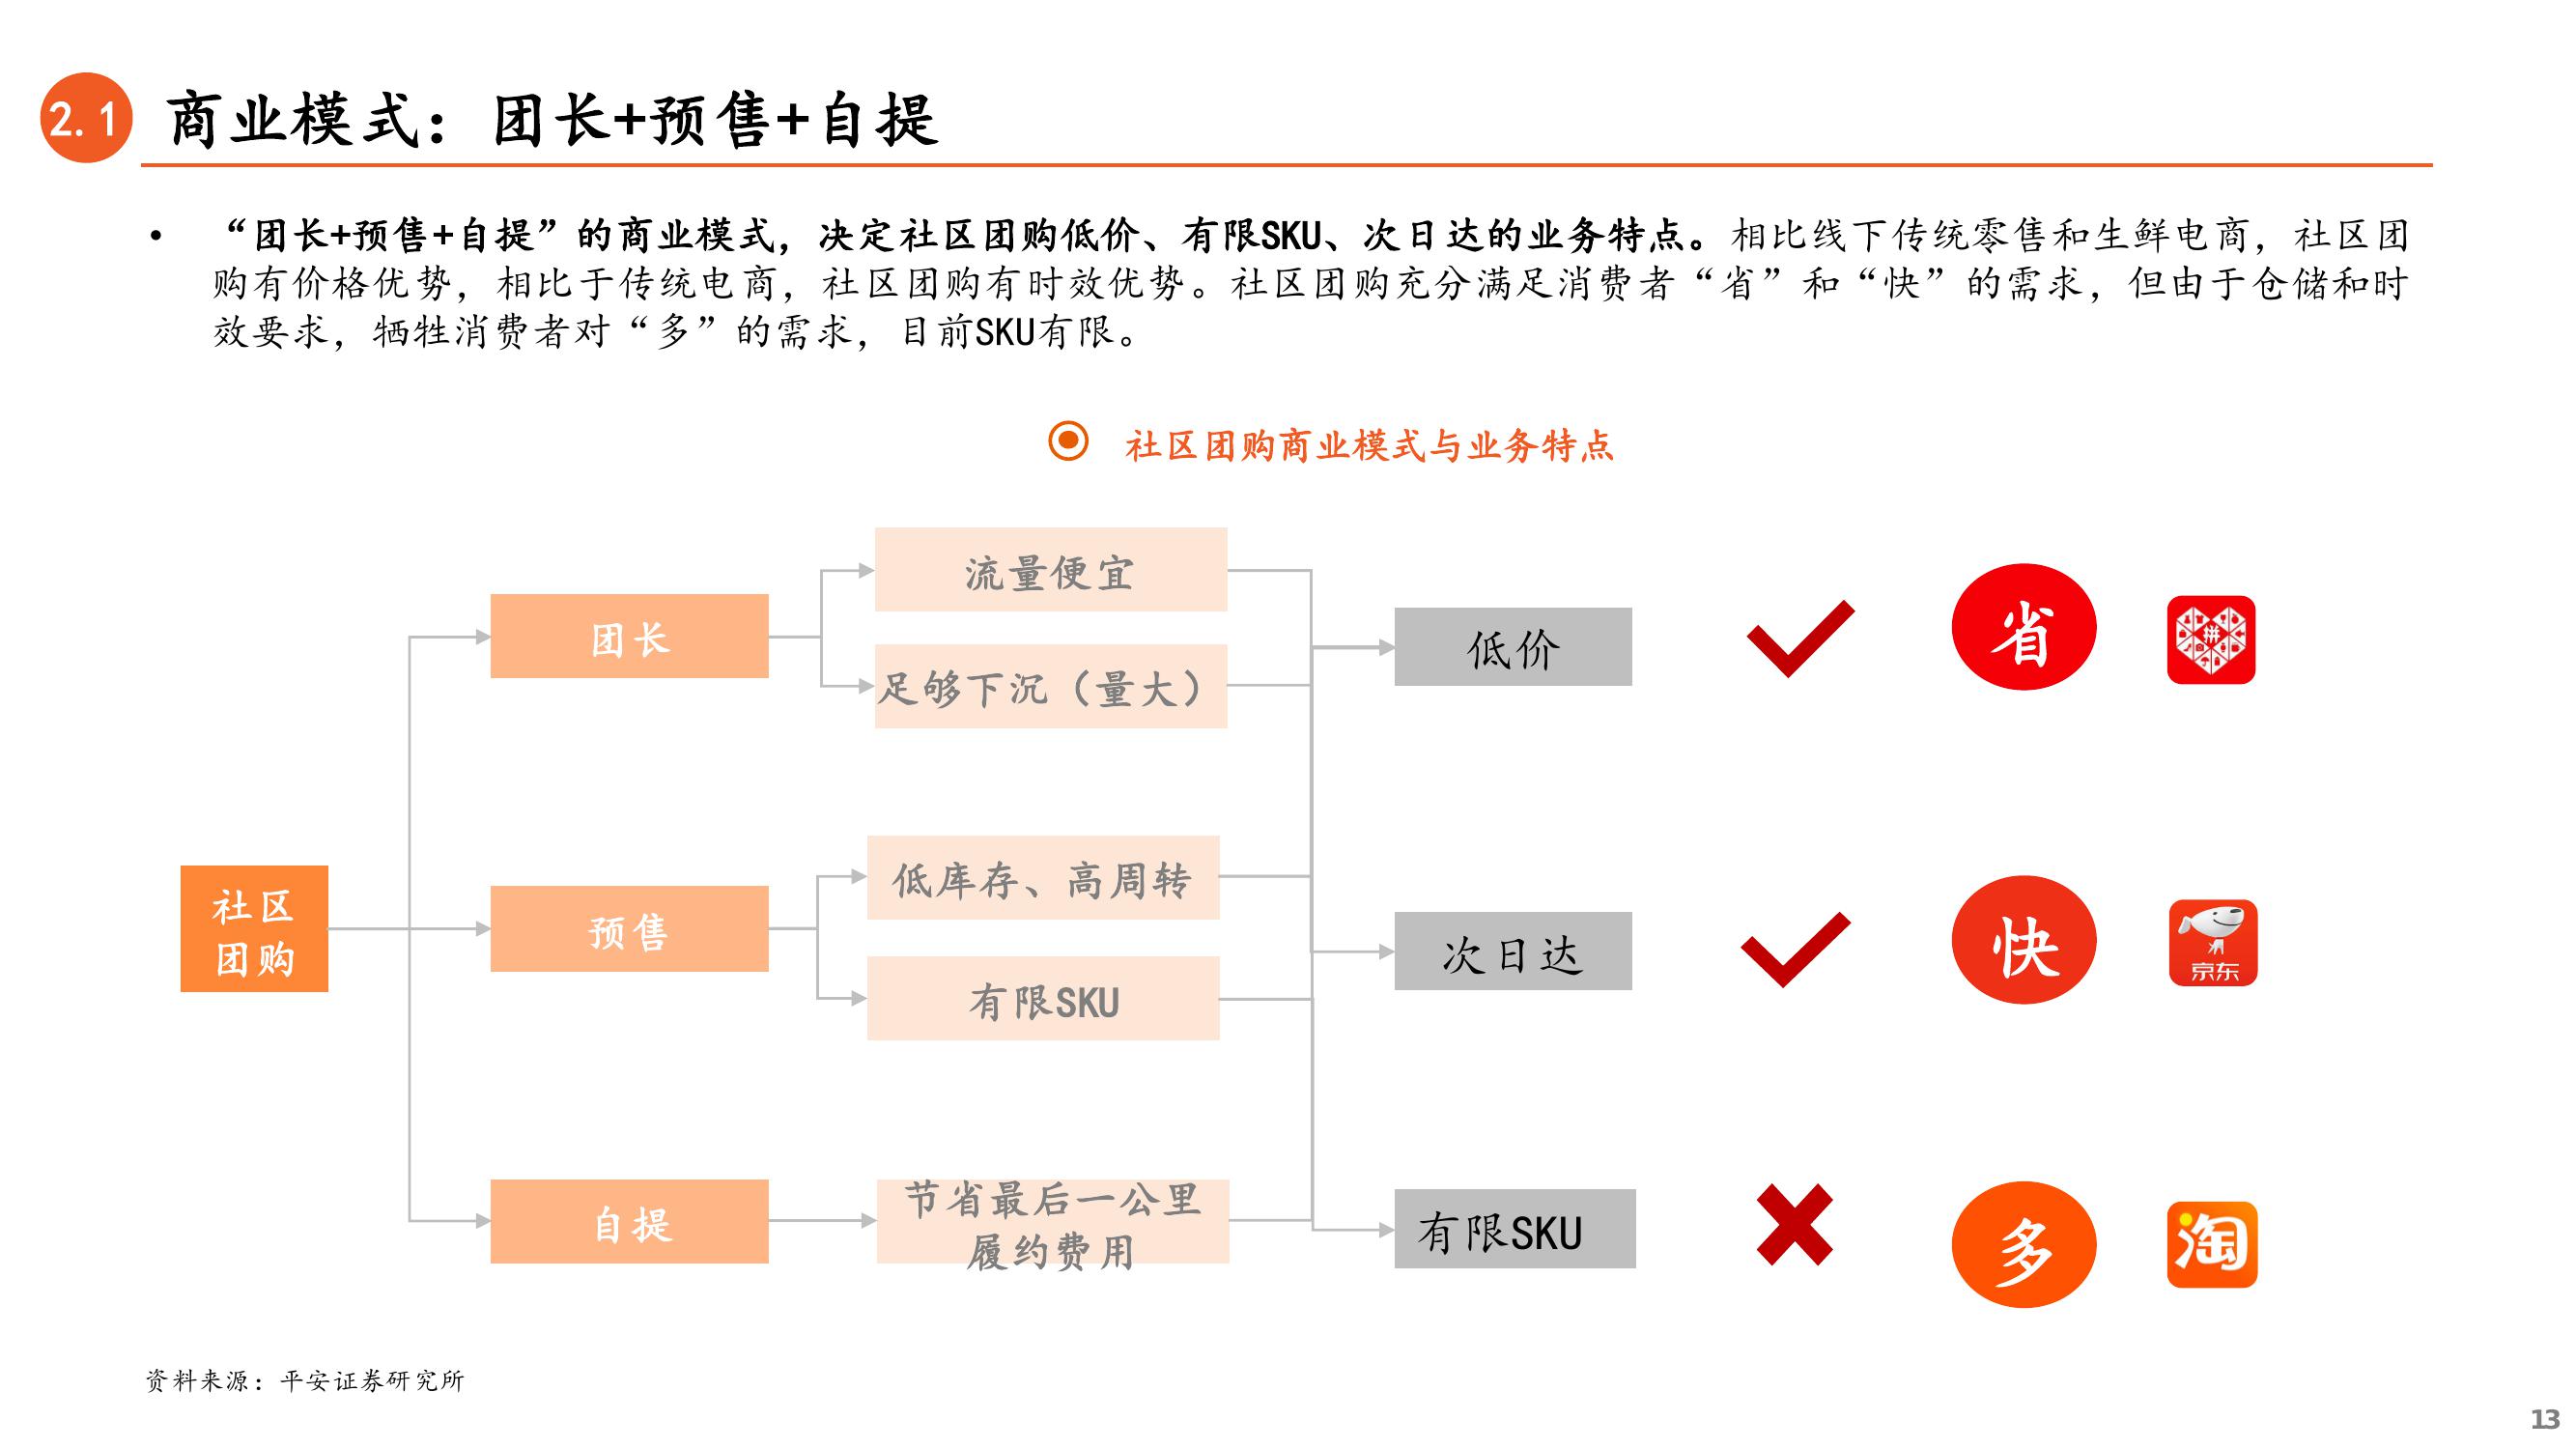 2.1 商业模式：团长+预售+自提
• “团长+预售+自提”的商业模式，决定社区团购低价、有限SKU、次日达的业务特点。相比线下传统零售和生鲜电商，社区团
购有价格优势，相比于传统电商，社区团购有时效优势。社区团购充分满足消费者“省”和“快”的需求，但由于仓储和时
效要求，牺牲消费者对“多”的需求，目前SKU有限。
社区团购商业模式与业务特点
流量便宜
团长
低价
省
拼
足够下沉（量大）
社区
团购
低库存、高周转
预售
次日达
快
京东
有限SKU
自提
节省最后一公里
履约费用
有限SKU
多
淘
资料来源：平安证券研究所
13